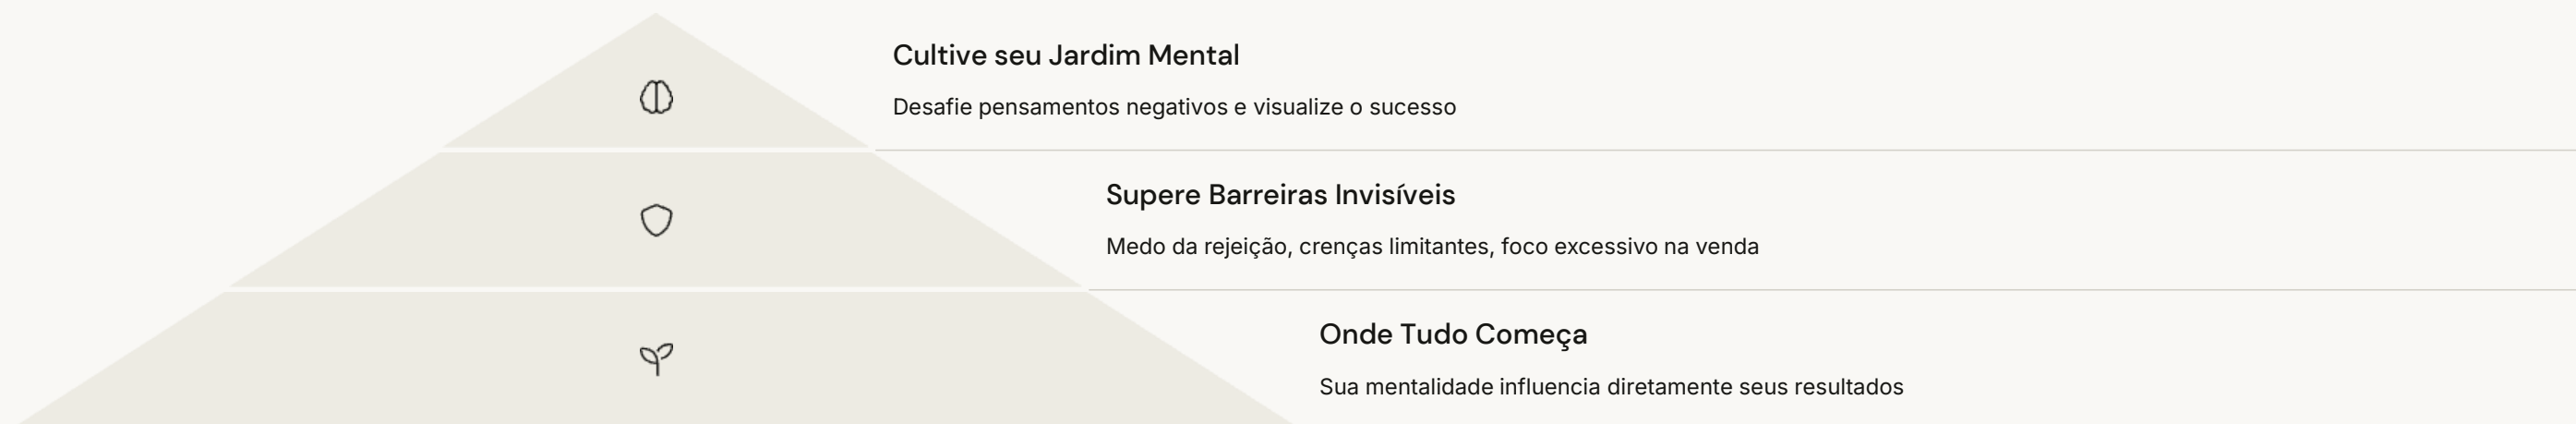 Cultive seu Jardim Mental
Desafie pensamentos negativos e visualize o sucesso
Supere Barreiras Invisíveis
Medo da rejeição, crenças limitantes, foco excessivo na venda
Onde Tudo Começa
Sua mentalidade influencia diretamente seus resultados